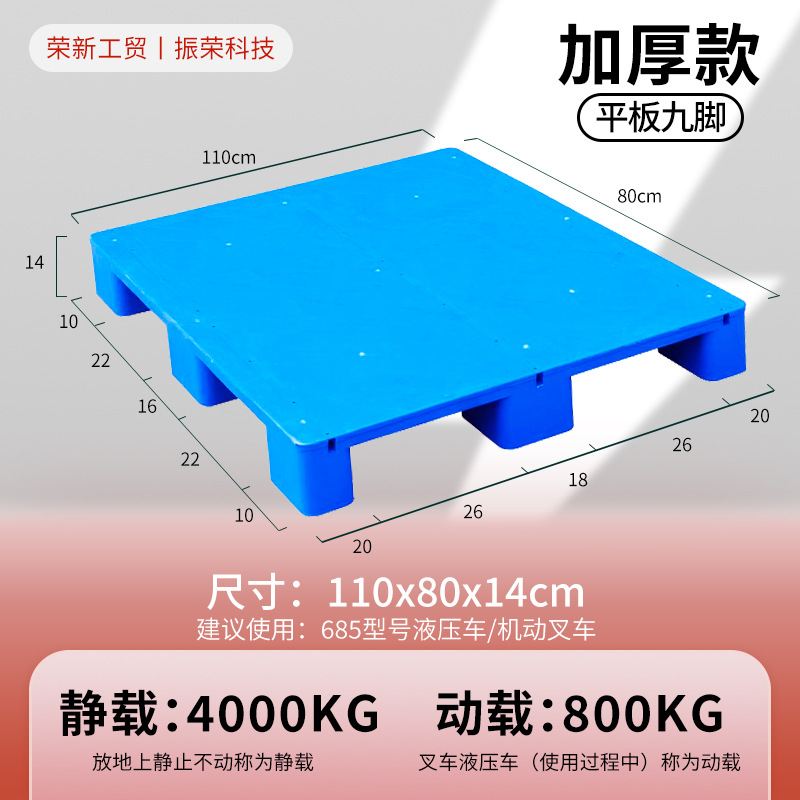 荣新工贸丨振荣科技
加厚款
平板九脚
110cm
80cm
14
10
22
16
22
10
20
26
18
26
20
尺寸：110x80x14cm
建议使用：685型号液压车/机动叉车
静载：4000KG
放地上静止不动称为静载
动载：800KG
叉车液压车（使用过程中）称为动载